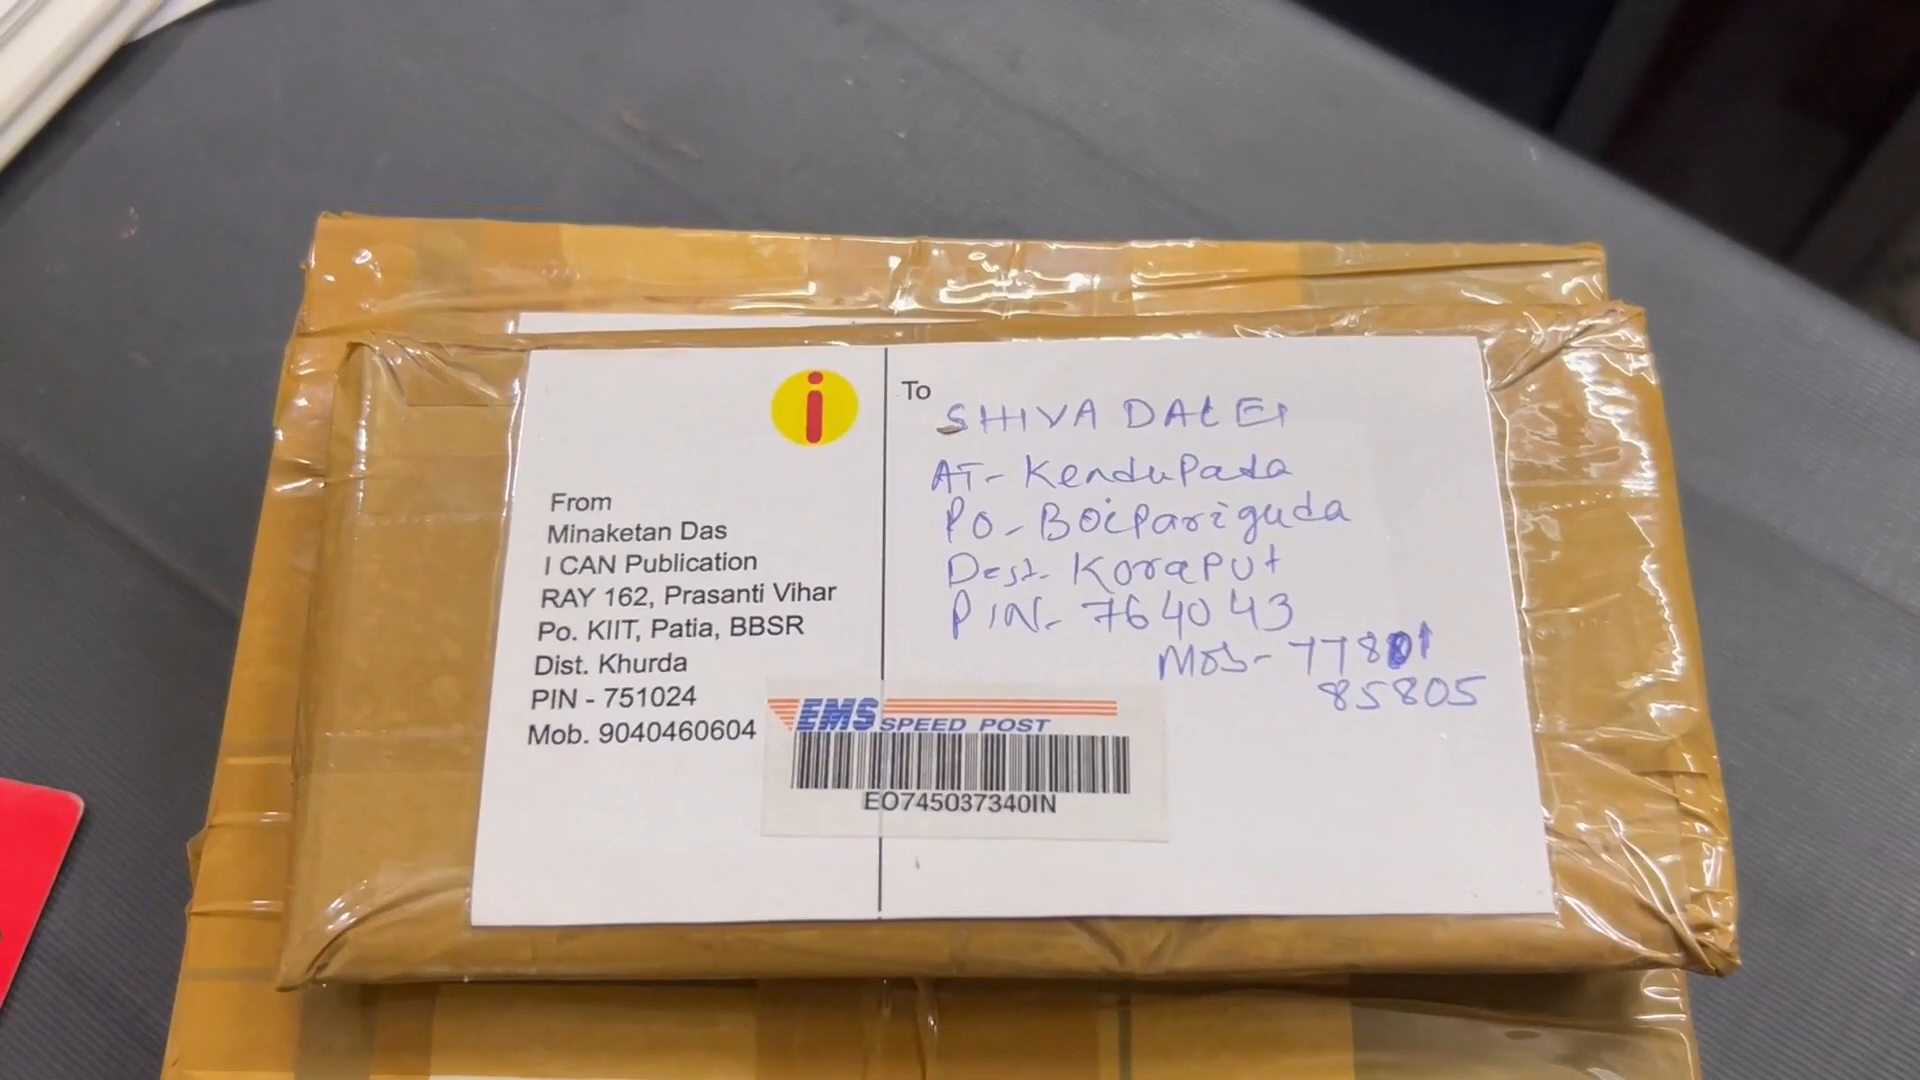 i
From
Minaketan Das
I CAN Publication
RAY 162, Prasanti Vihar
Po. KIIT, Patia, BBSR
Dist. Khurda
PIN - 751024
Mob. 9040460604
To
SHIVA DALEI
AT- Kendupada
PO- Boipariguda
Dist- Koraput
PIN- 764043
Mob- 77801
85805
EMS SPEED POST
EO745037340IN